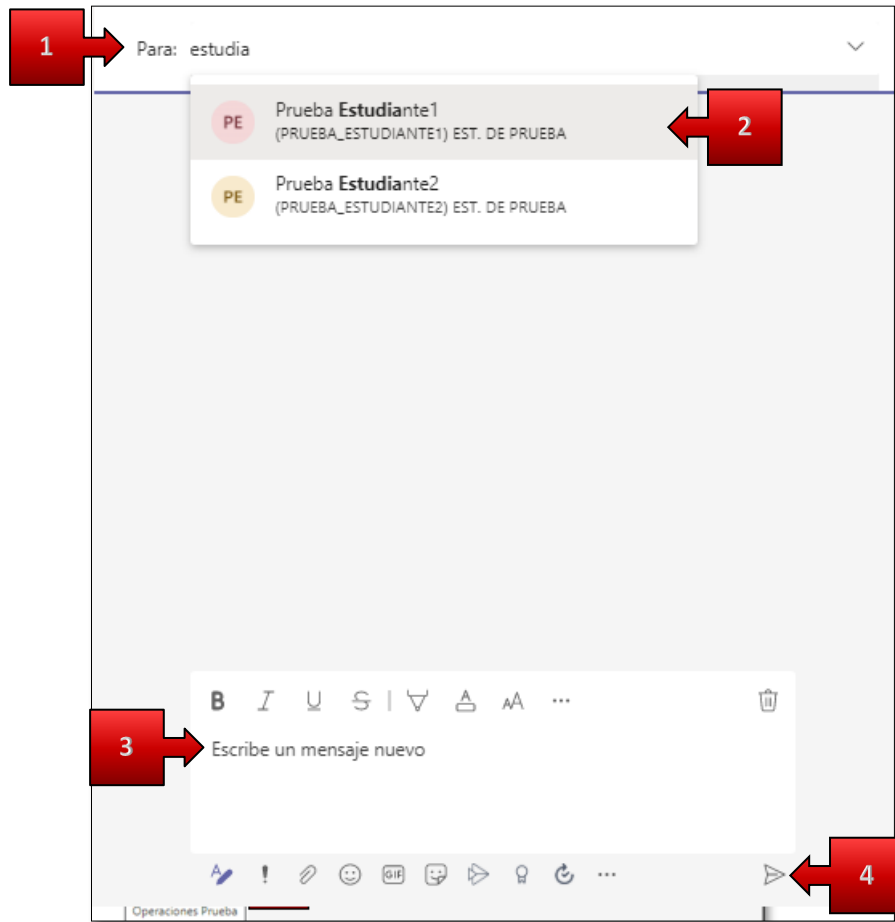 1
Para: estudia
PE
Prueba Estudiante1
(PRUEBA_ESTUDIANTE1) EST. DE PRUEBA
2
PE
Prueba Estudiante2
(PRUEBA_ESTUDIANTE2) EST. DE PRUEBA
B I U S A AA ...
3
Escribe un mensaje nuevo
A ! GIF ...
4
Operaciones Prueba